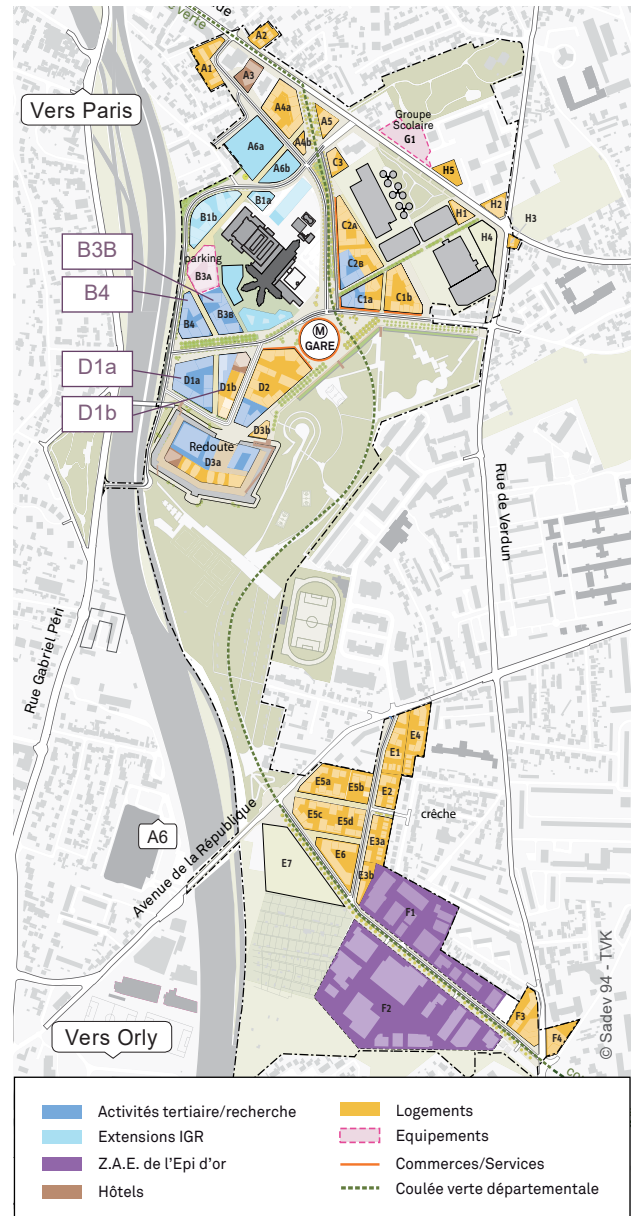 ue
verte
A2
A1
A3
Vers Paris
A4a
A5
Groupe
Scolaire
G1
A4b
A6a
A6b
C3
H5
B1a
H1
H2
H3
B1b
C2A
H4
B3B
parking
B3A
C2B
B4
B4
B3B
C1a
C1b
M
GARE
D1a
D1a
D1b
D2
D1b
D3b
Redoute
D3a
Rue de Verdun
Rue Gabriel Péri
E4
E1
E5a
E5b
E2
crêche
E5c
E5d
A6
Avenue de la République
E3a
E6
E7
E3b
F1
F2
F3
F4
Vers Orly
© Sadev 94 - TVK
cou
Activités tertiaire/recherche
Extensions IGR
Z.A.E. de l'Epi d'or
Hôtels
Logements
Equipements
Commerces/Services
Coulée verte départementale